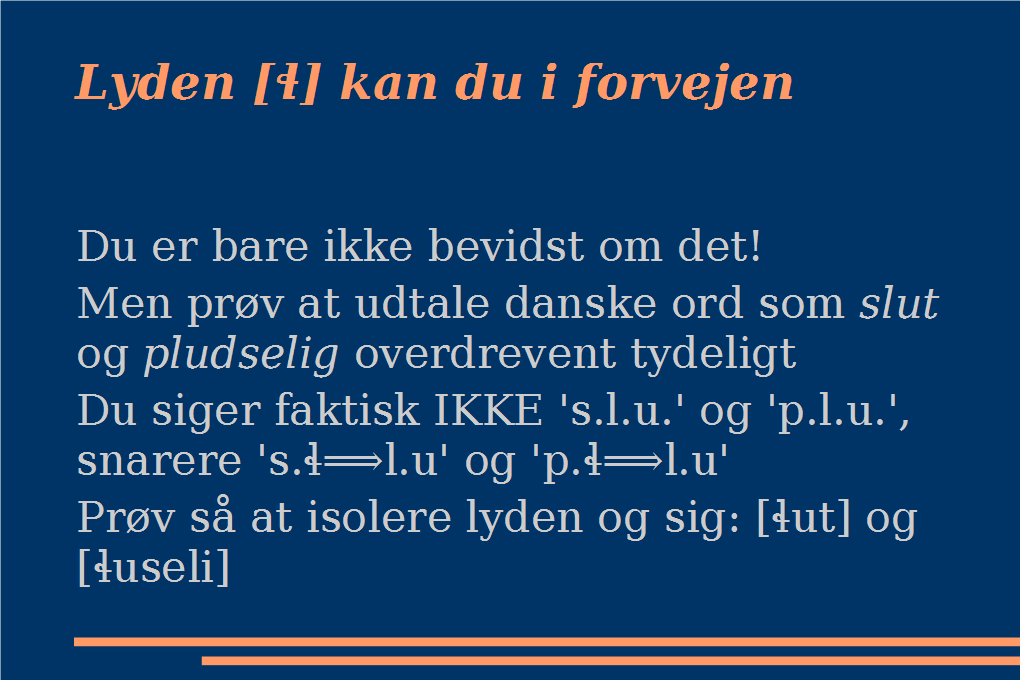 Lyden [ɬ] kan du i forvejen
Du er bare ikke bevidst om det!
Men prøv at udtale danske ord som slut
og pludselig overdrevent tydeligt
Du siger faktisk IKKE 's.l.u.' og 'p.l.u.',
snarere 's.ɬ⟹l.u' og 'p.ɬ⟹l.u'
Prøv så at isolere lyden og sig: [ɬut] og
[ɬuseli]